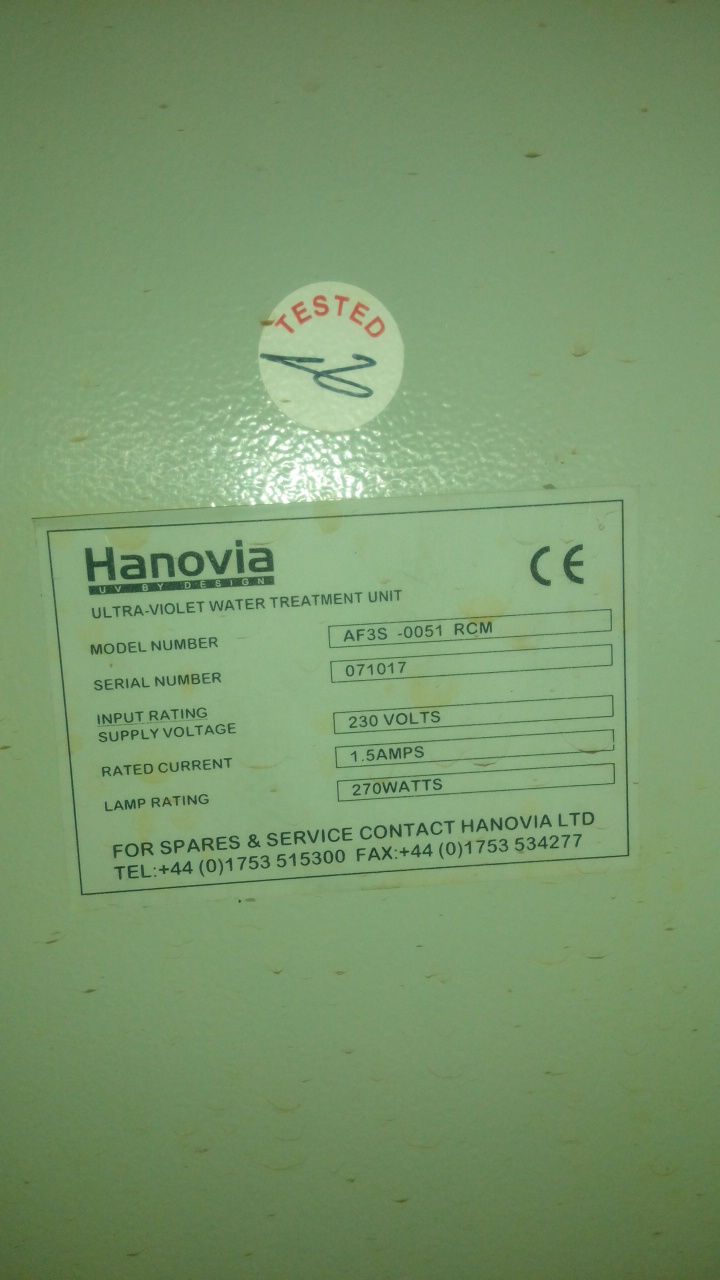 TESTED
Hanovia
UV BY DESIGN
CE
ULTRA-VIOLET WATER TREATMENT UNIT
MODEL NUMBER AF3S -0051 RCM
SERIAL NUMBER 071017
INPUT RATING
SUPPLY VOLTAGE 230 VOLTS
RATED CURRENT 1.5AMPS
LAMP RATING 270WATTS
FOR SPARES & SERVICE CONTACT HANOVIA LTD
TEL:+44 (0)1753 515300 FAX:+44 (0)1753 534277